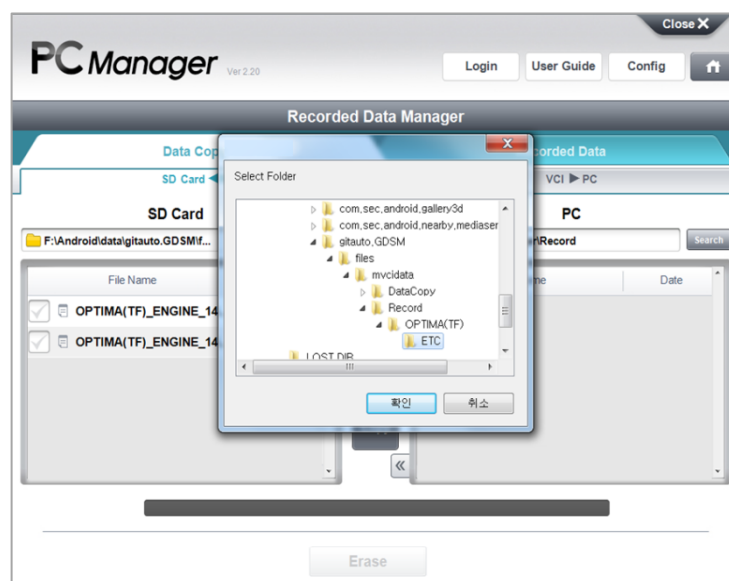 Close X
PC Manager Ver 2.20
Login User Guide Config
Recorded Data Manager
Data Cop
orded Data
SD Card ◀
VCI ▶ PC
Select Folder
SD Card
PC
F:\Android\data\gitauto.GDSM\f...
r\Record
Search
com,sec,android,gallery3d
com,sec,android,nearby,mediaser
gitauto,GDSM
files
mvcidata
DataCopy
Record
OPTIMA(TF)
ETC
LOST.DIR
확인 취소
File Name
me
Date
OPTIMA(TF)_ENGINE_14
OPTIMA(TF)_ENGINE_14
Erase